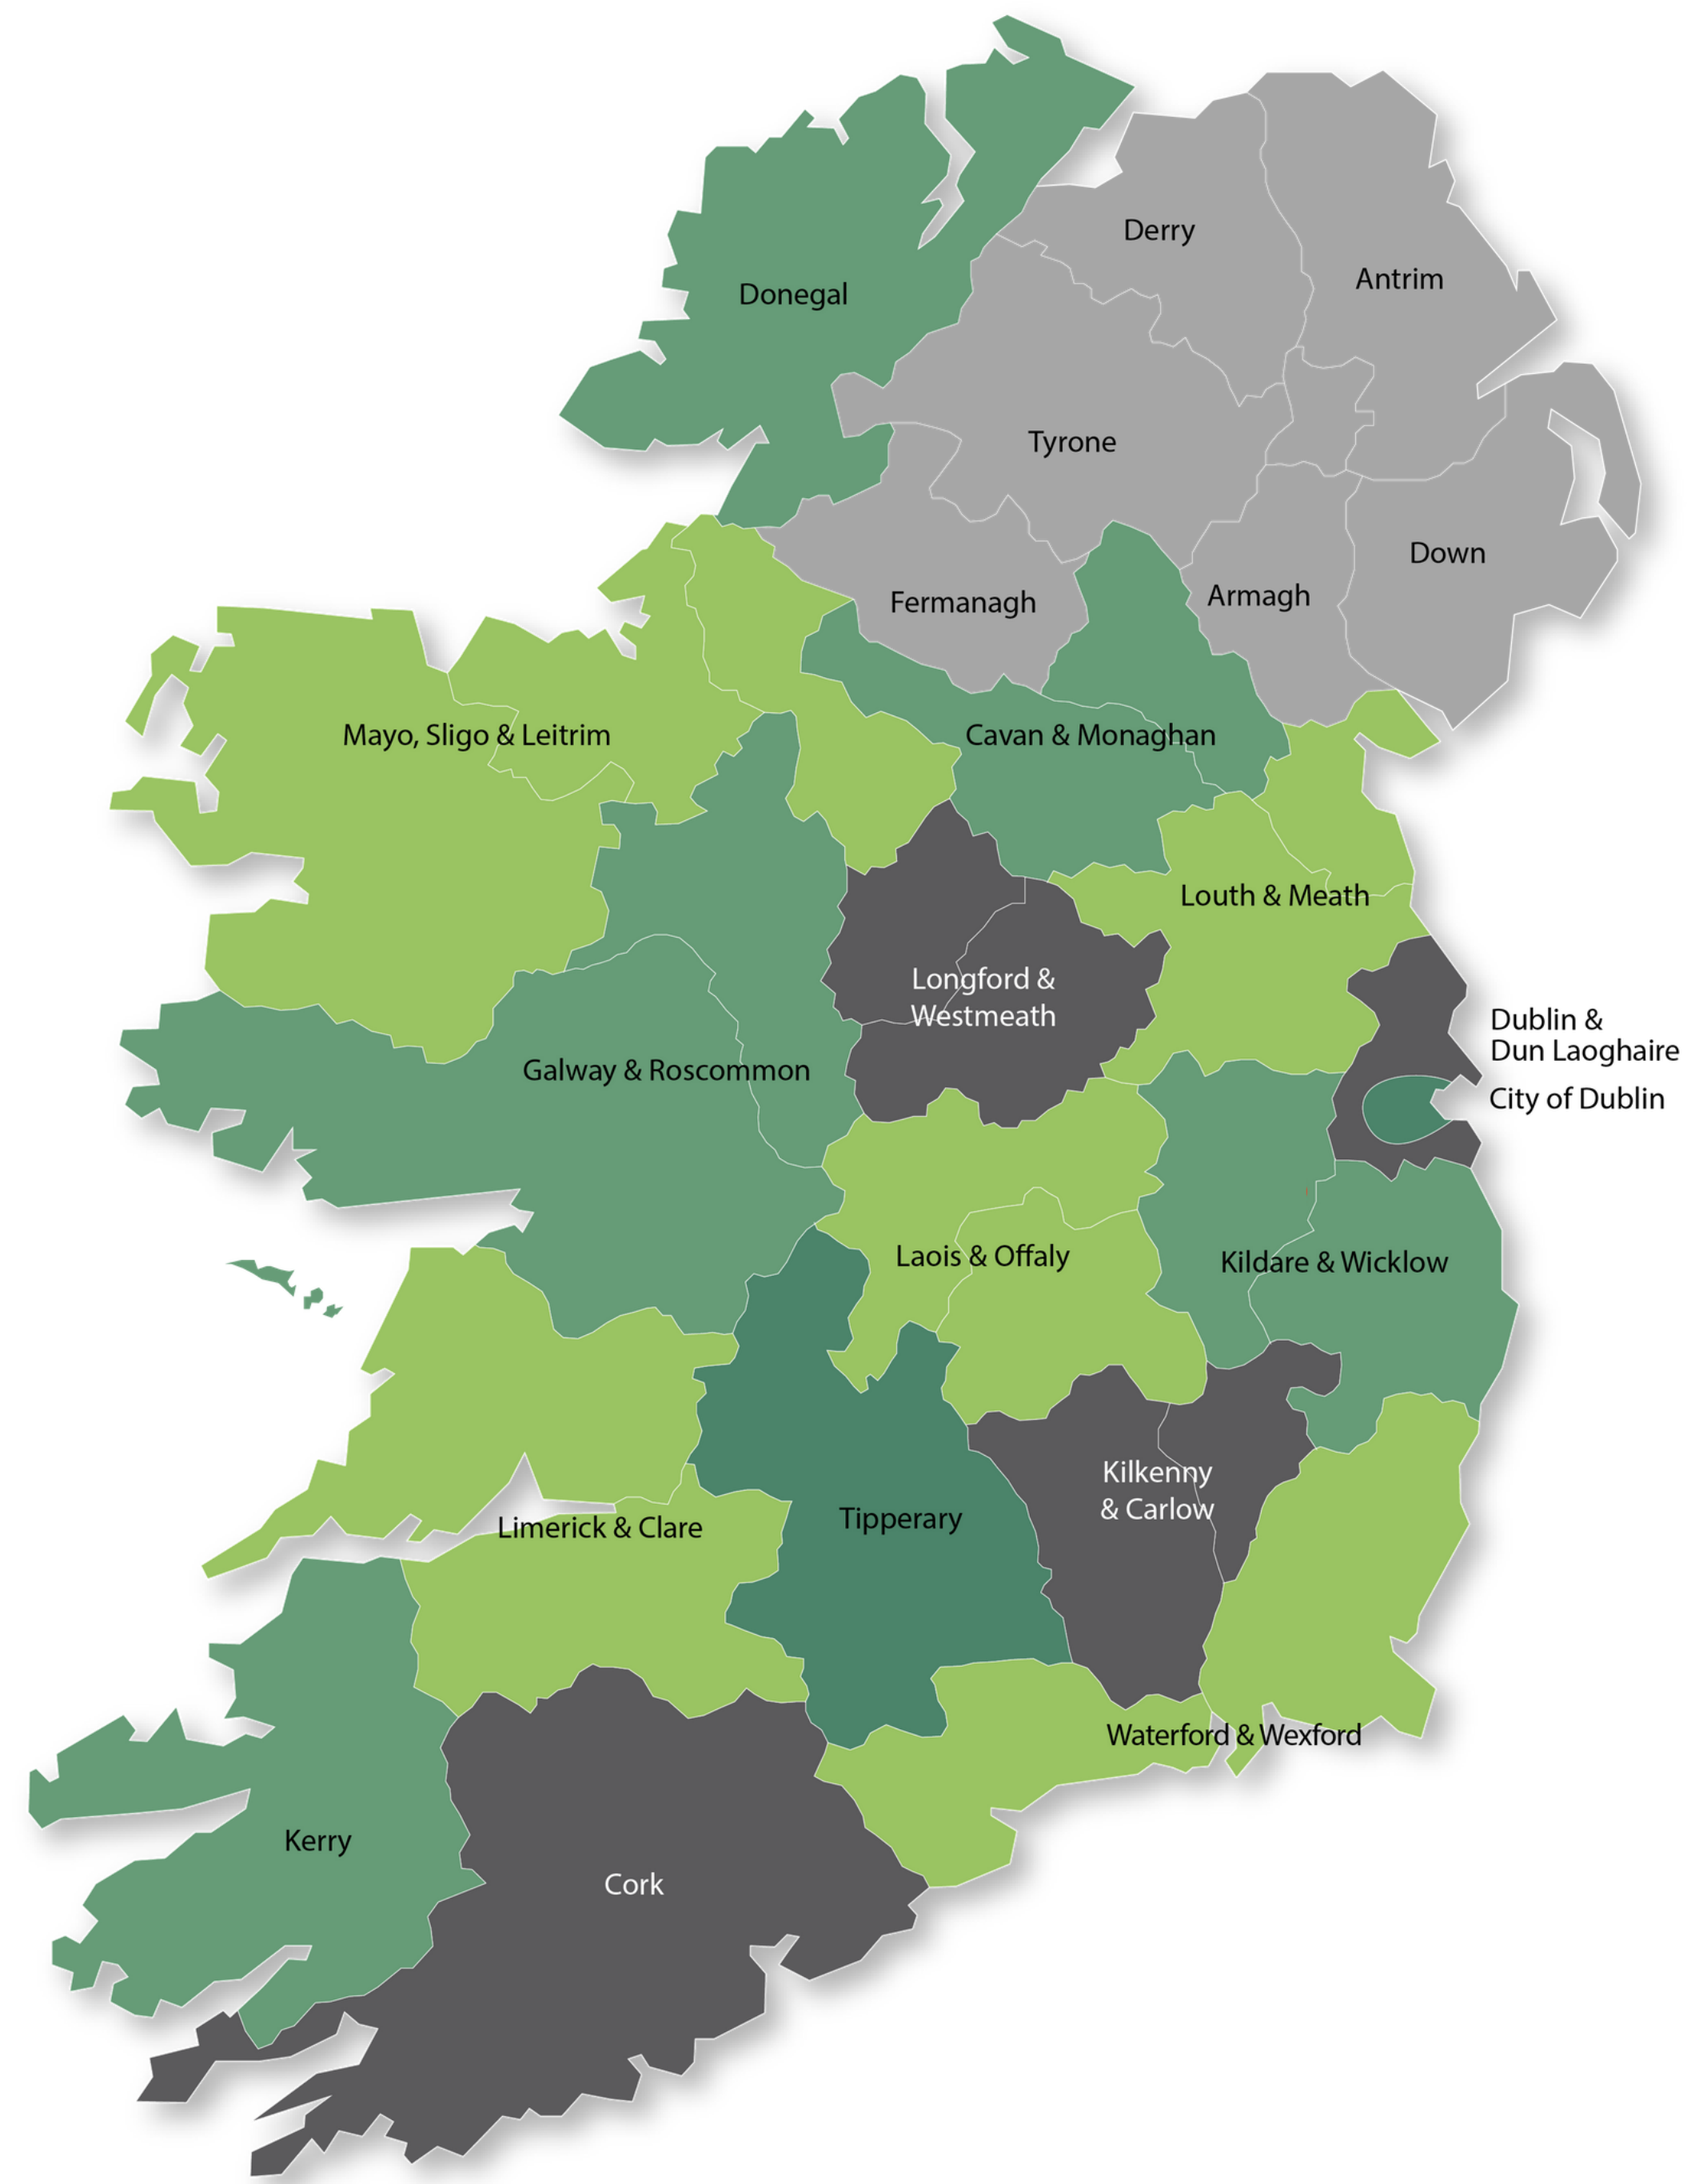 Derry
Antrim
Donegal
Tyrone
Down
Fermanagh
Armagh
Mayo, Sligo & Leitrim
Cavan & Monaghan
Louth & Meath
Longford &
Westmeath
Dublin &
Dun Laoghaire
City of Dublin
Galway & Roscommon
Laois & Offaly
Kildare & Wicklow
Kilkenny
& Carlow
Tipperary
Limerick & Clare
Waterford & Wexford
Kerry
Cork